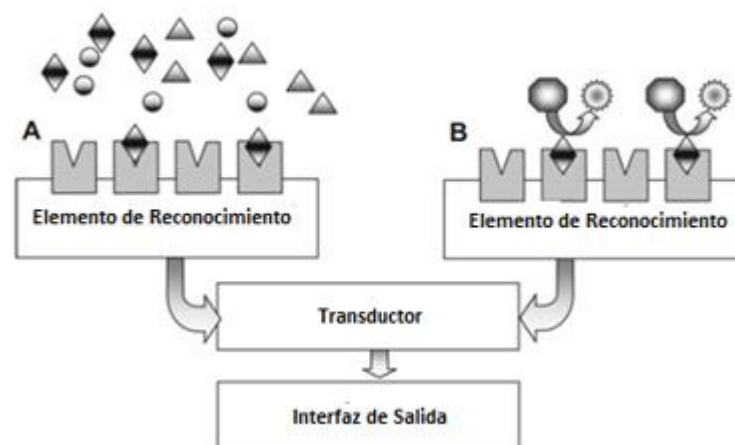 A
B
Elemento de Reconocimiento
Elemento de Reconocimiento
Transductor
Interfaz de Salida